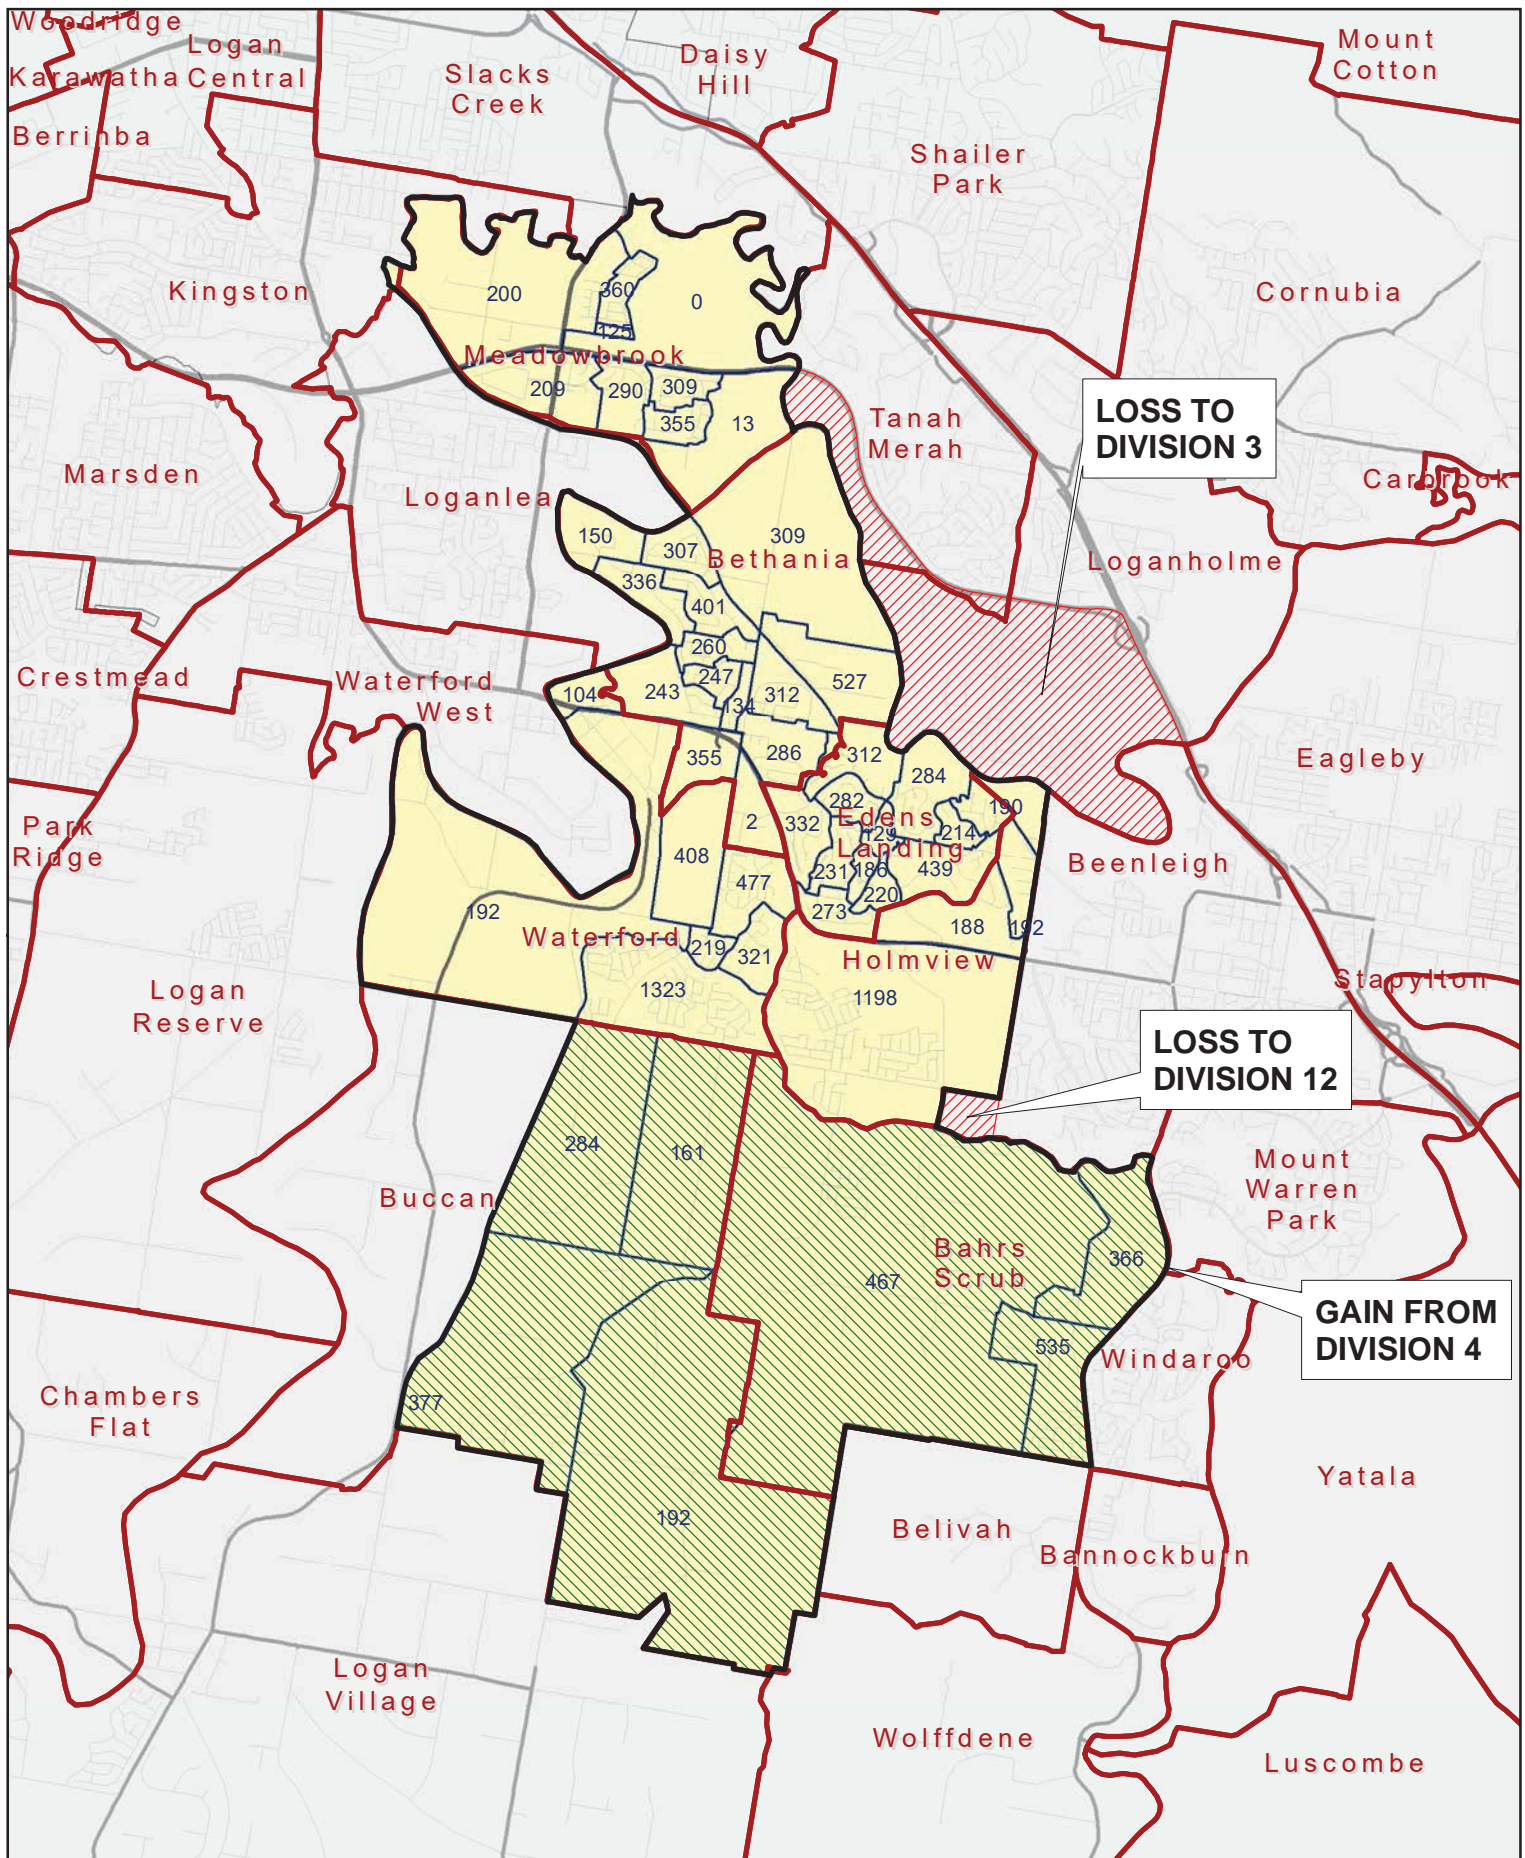 Woodridge
Logan
Central
Karawatha
Berrinba
Slacks
Creek
Daisy
Hill
Mount
Cotton
Shailer
Park
Kingston
Cornubia
200
360
0
125
Meadowbrook
209
290
309
355
13
Tanah
Merah
LOSS TO
DIVISION 3
Marsden
Loganlea
Carbrook
150
307
309
Bethania
336
401
Loganholme
260
247
243
104
134
312
527
Crestmead
Waterford
West
355
286
312
284
Eagleby
282
190
Park
Ridge
2
332
Edens
Landing
129
214
408
231
186
439
Beenleigh
477
220
192
273
188
192
Waterford
219
321
Holmview
1323
1198
Logan
Reserve
Stapylton
LOSS TO
DIVISION 12
284
161
Buccan
Mount
Warren
Park
Bahrs
Scrub
467
366
GAIN FROM
DIVISION 4
535
Windaroo
377
Chambers
Flat
Yatala
192
Belivah
Bannockburn
Logan
Village
Wolffdene
Luscombe